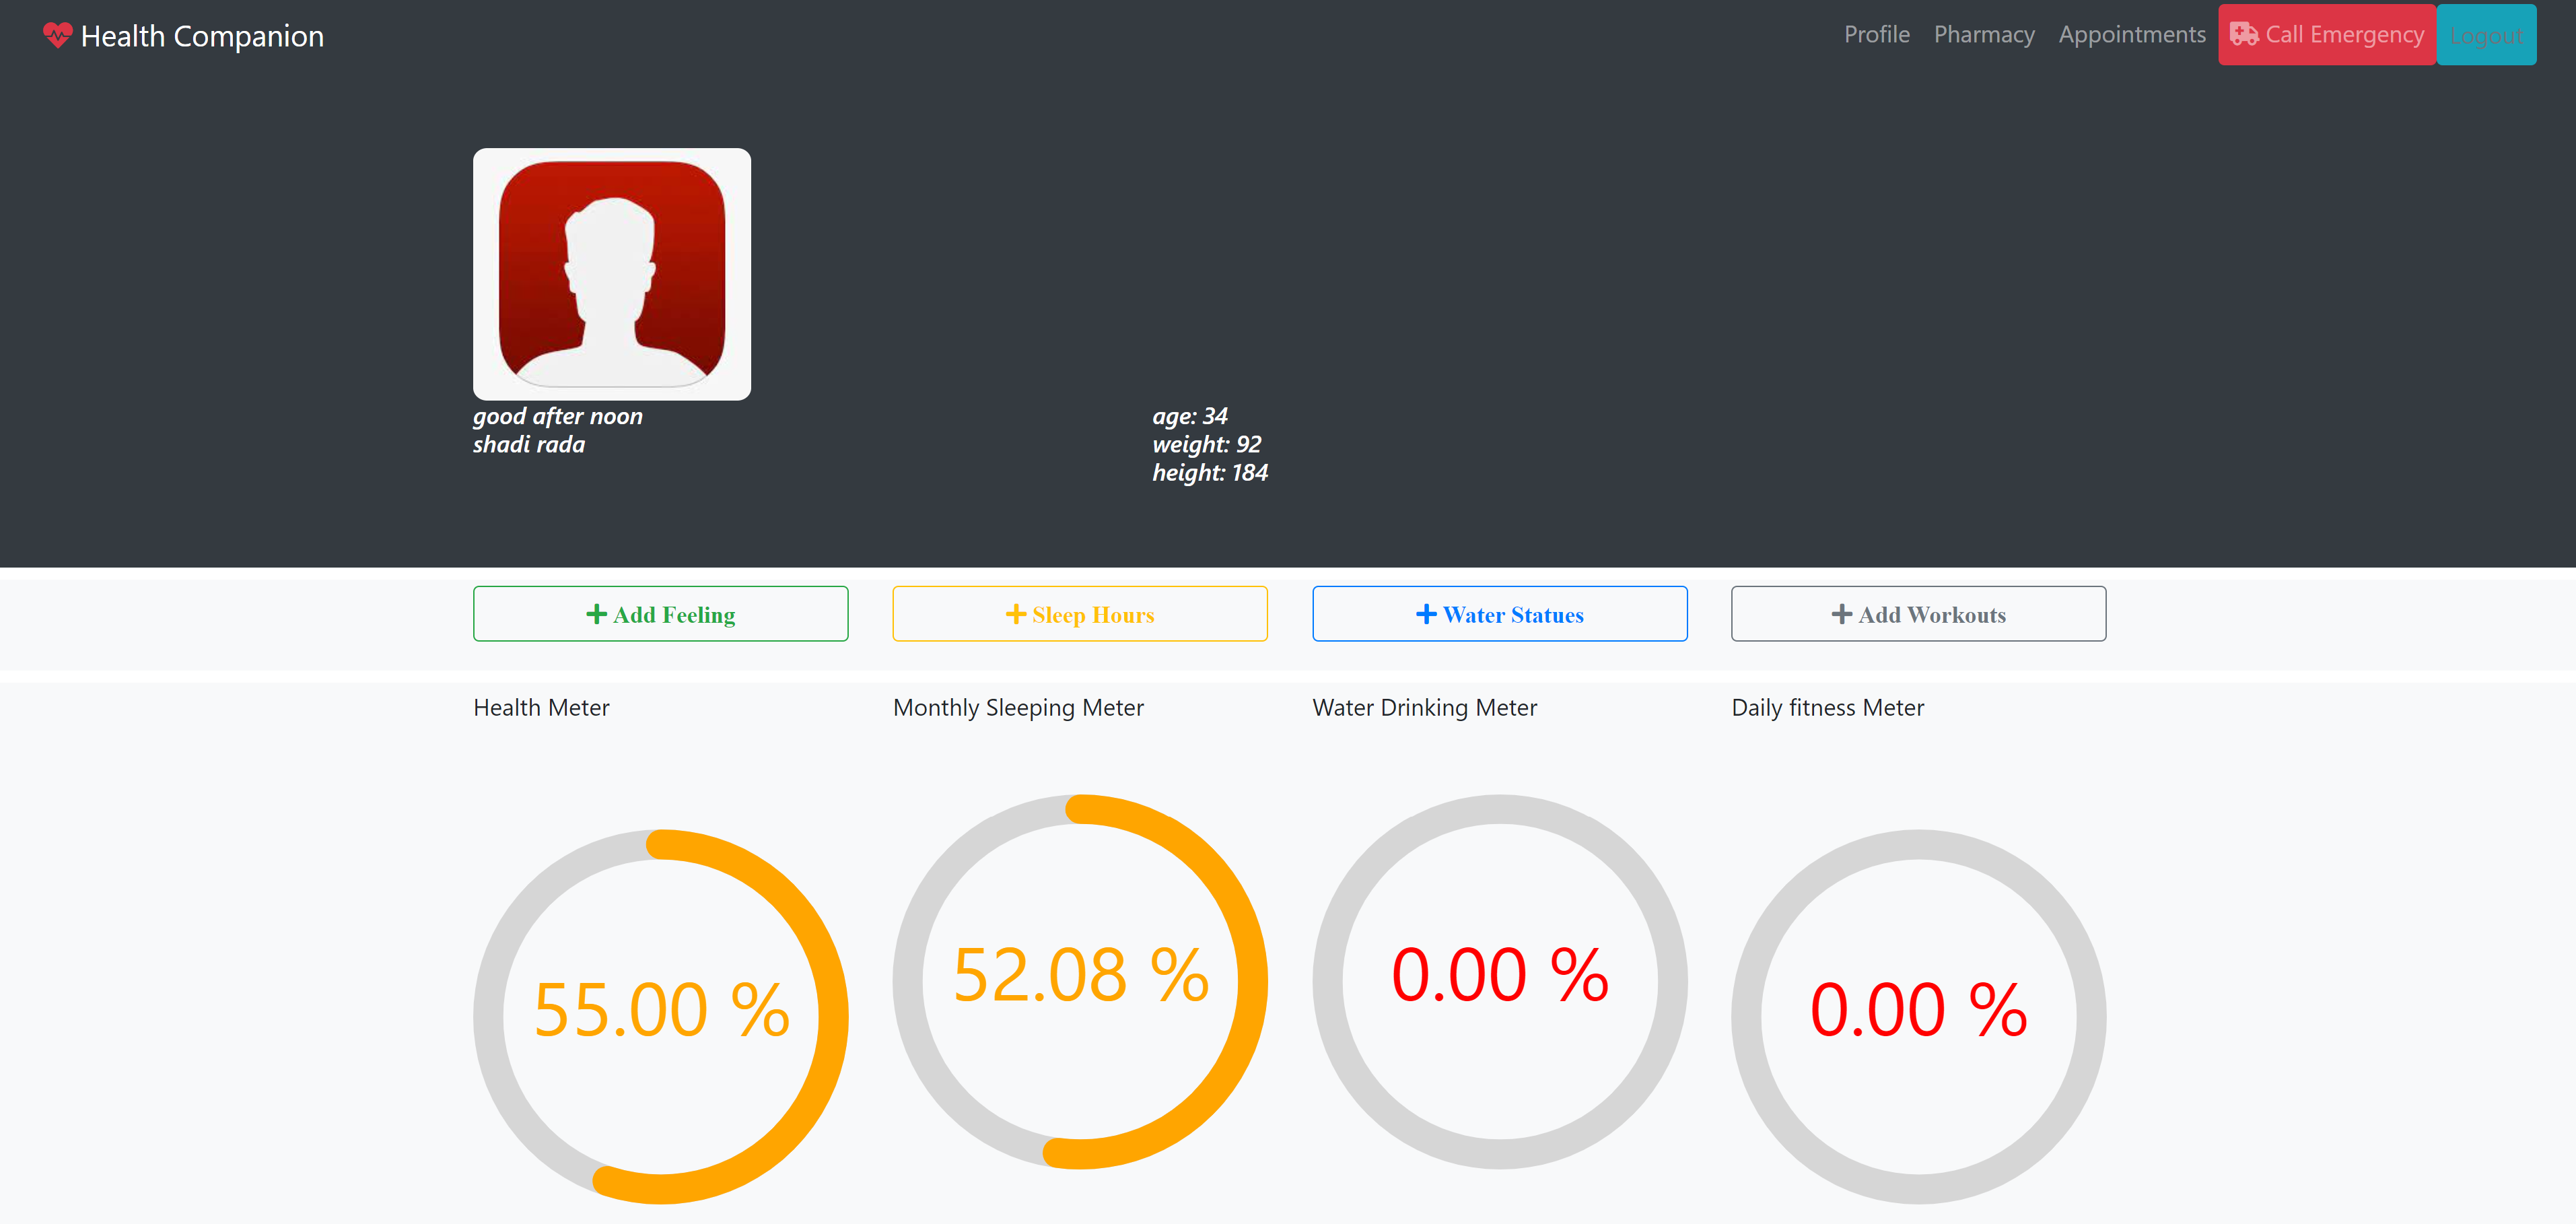 Health Companion
Profile
Pharmacy
Appointments
Call Emergency
Logout
good after noon
shadi rada
age: 34
weight: 92
height: 184
Add Feeling
Sleep Hours
Water Statues
Add Workouts
Health Meter
Monthly Sleeping Meter
Water Drinking Meter
Daily fitness Meter
55.00 %
52.08 %
0.00 %
0.00 %